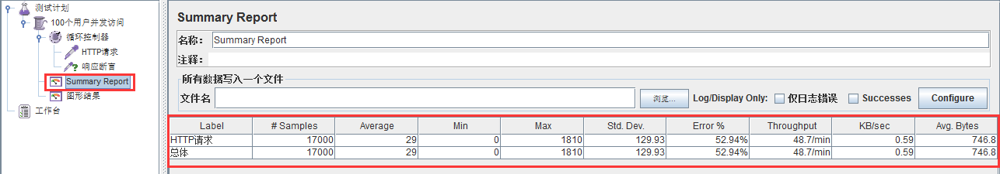 测试计划
100个用户并发访问
循环控制器
HTTP请求
响应断言
Summary Report
图形结果
工作台
Summary Report
名称： Summary Report
注释：
所有数据写入一个文件
文件名 浏览... Log/Display Only: 仅日志错误 Successes Configure
Label # Samples Average Min Max Std. Dev. Error % Throughput KB/sec Avg. Bytes
HTTP请求 17000 29 0 1810 129.93 52.94% 48.7/min 0.59 746.8
总体 17000 29 0 1810 129.93 52.94% 48.7/min 0.59 746.8